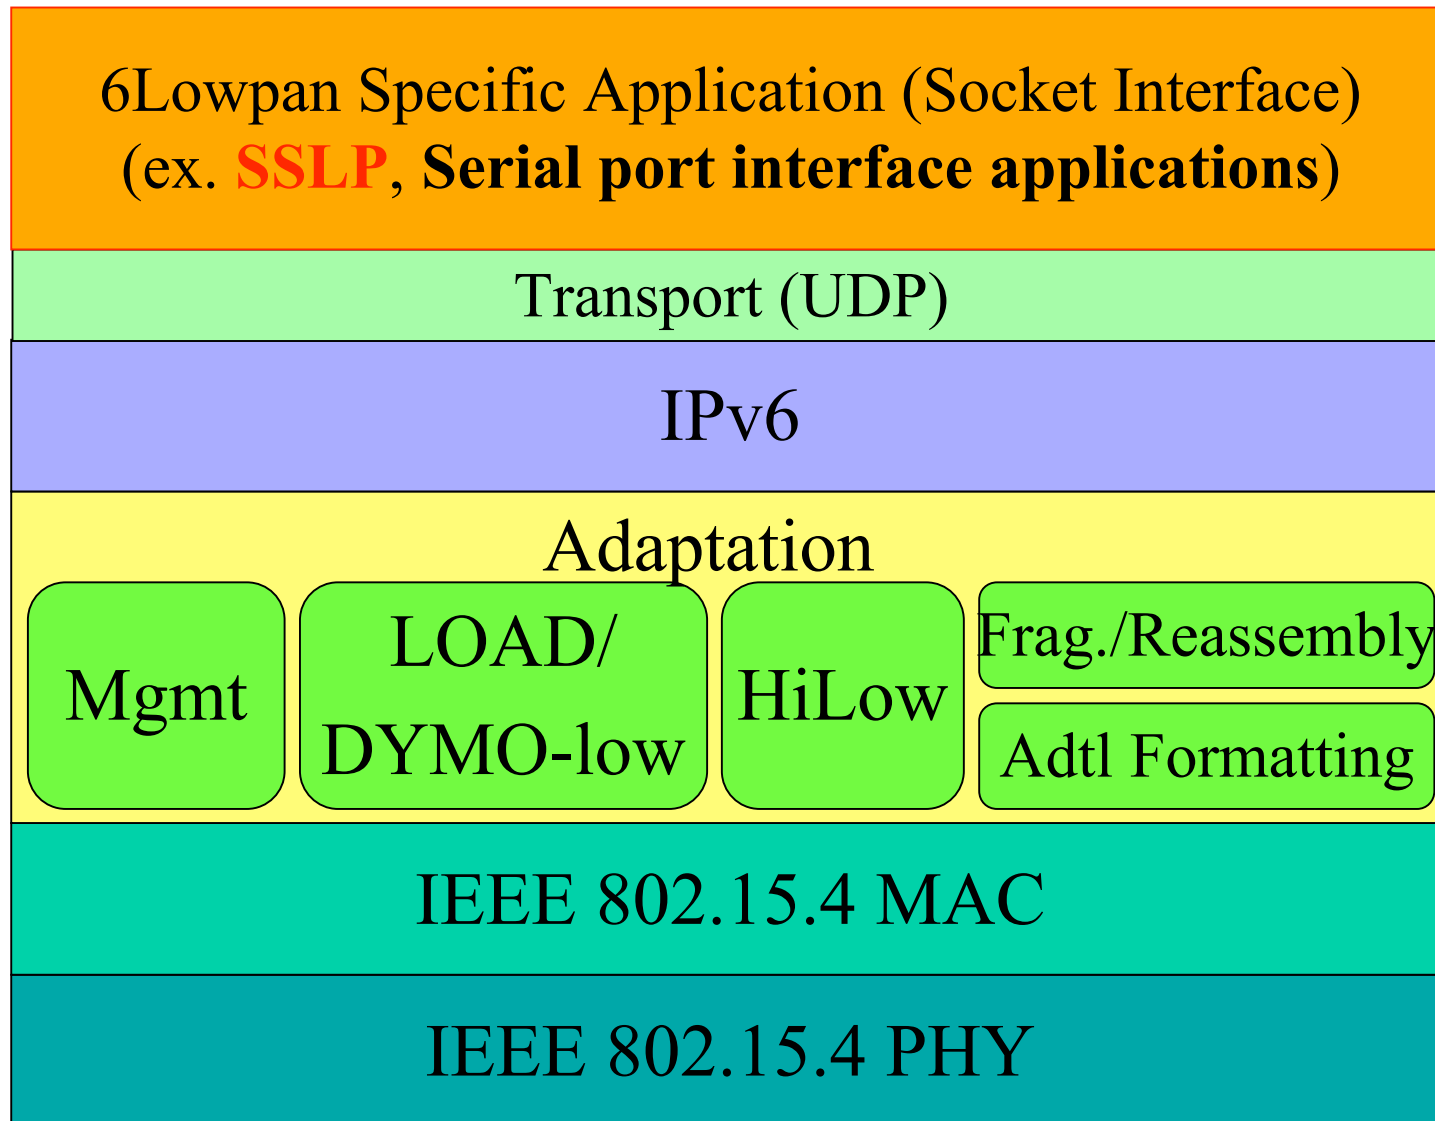 6Lowpan Specific Application (Socket Interface)
(ex. SSLP, Serial port interface applications)
Transport (UDP)
IPv6
Adaptation
Mgmt
LOAD/
DYMO-low
HiLow
Frag./Reassembly
Adtl Formatting
IEEE 802.15.4 MAC
IEEE 802.15.4 PHY